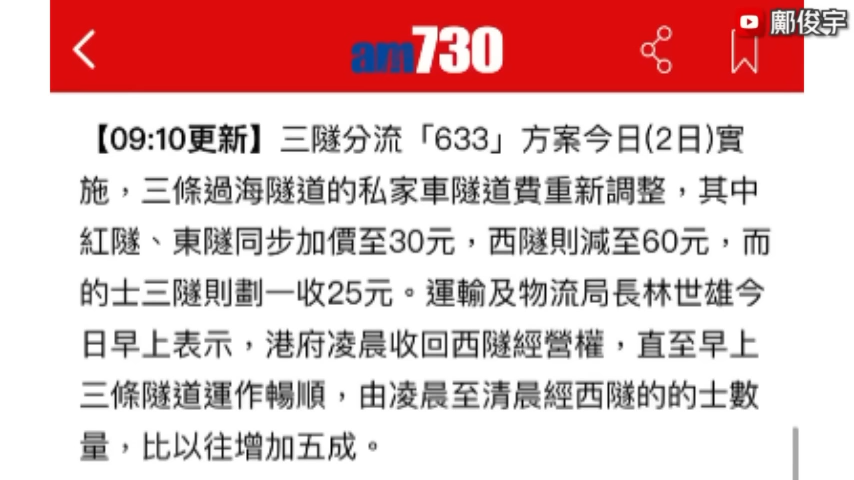 鄺俊宇
am730
【09:10更新】三隧分流「633」方案今日(2日)實
施，三條過海隧道的私家車隧道費重新調整，其中
紅隧、東隧同步加價至30元，西隧則減至60元，而
的士三隧則劃一收25元。運輸及物流局長林世雄今
日早上表示，港府凌晨收回西隧經營權，直至早上
三條隧道運作暢順，由凌晨至清晨經西隧的的士數
量，比以往增加五成。